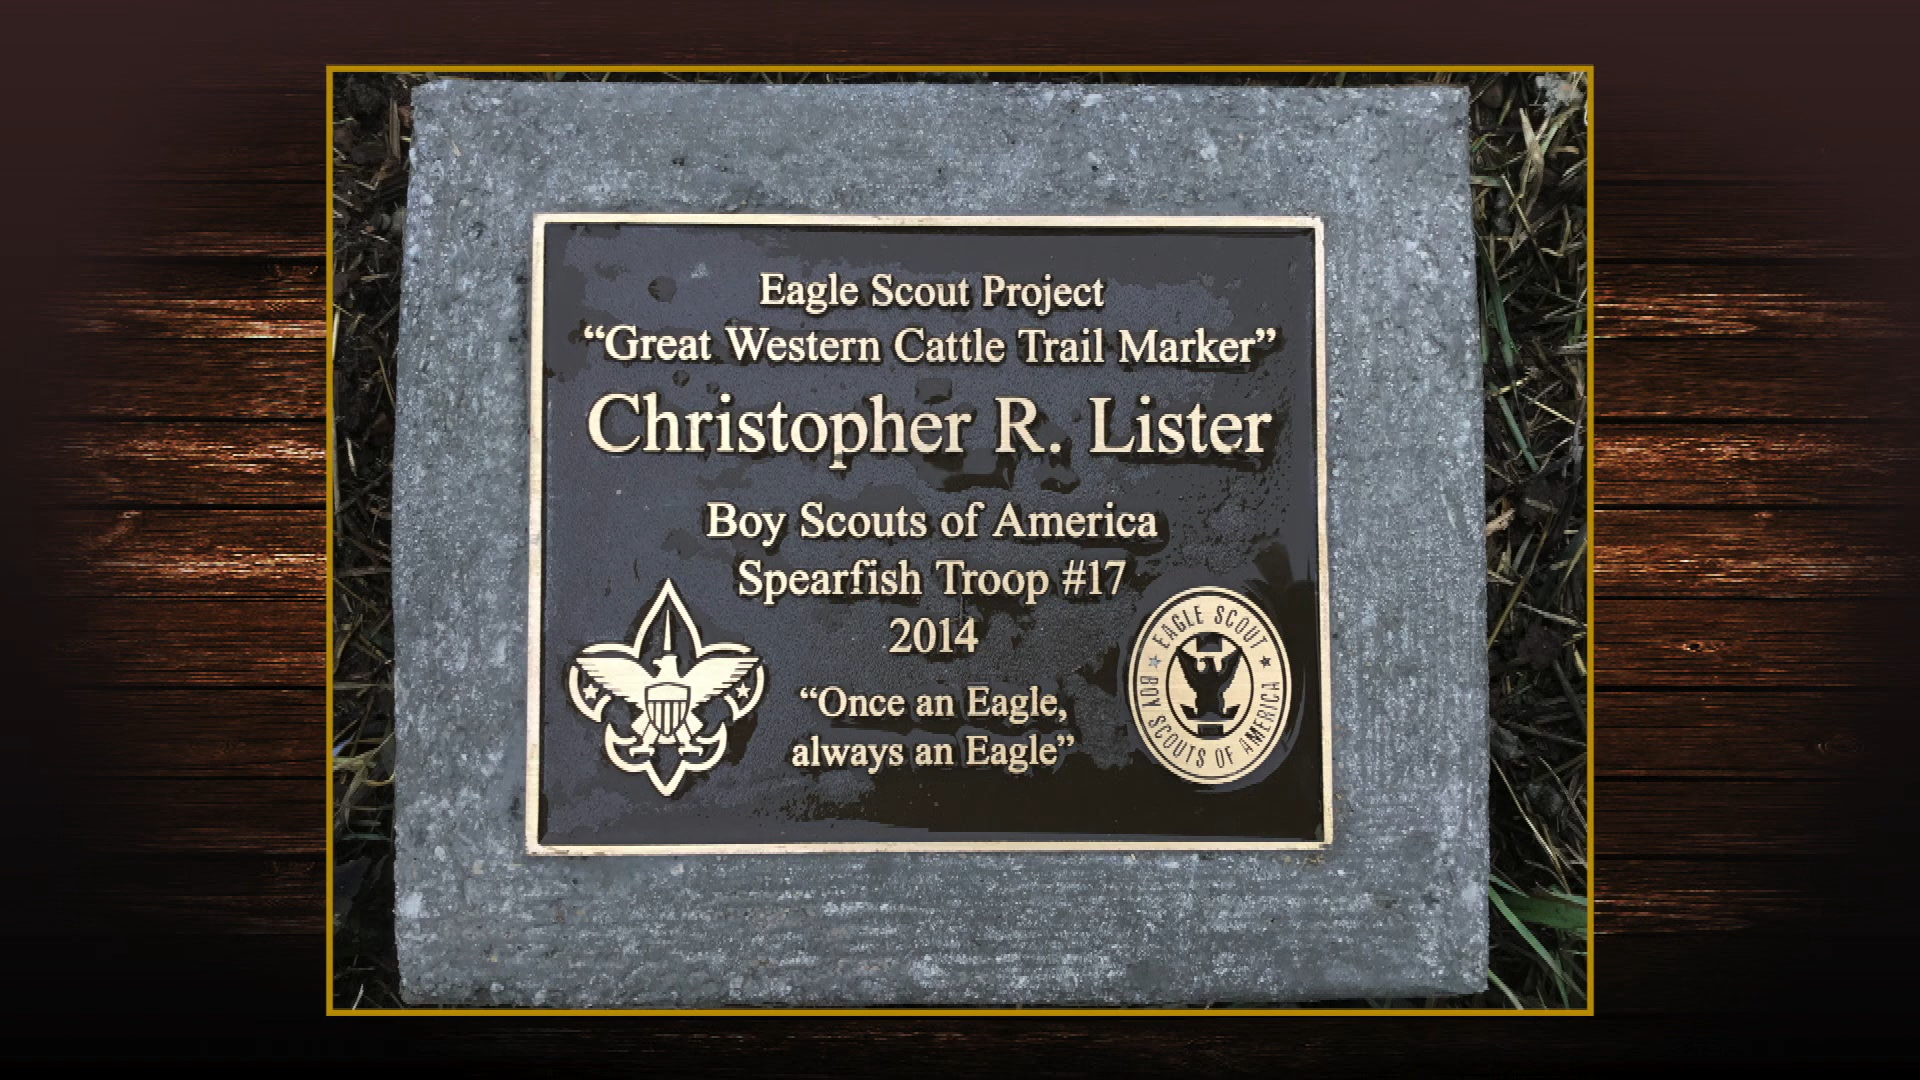 Eagle Scout Project
“Great Western Cattle Trail Marker”
Christopher R. Lister
Boy Scouts of America
Spearfish Troop #17
2014
“Once an Eagle,
always an Eagle”
EAGLE SCOUT
BOY SCOUTS OF AMERICA